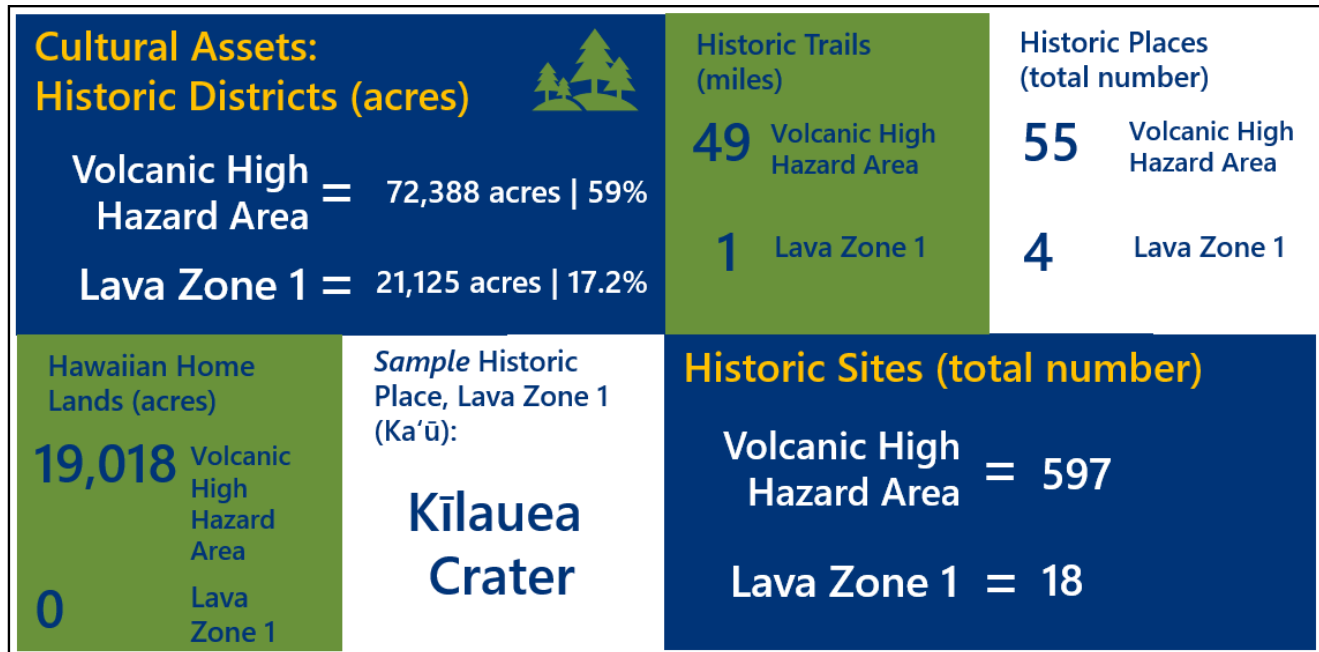 Cultural Assets:
Historic Districts (acres)
Volcanic High
Hazard Area
= 72,388 acres | 59%
Lava Zone 1 = 21,125 acres | 17.2%
Historic Trails
(miles)
49 Volcanic High
Hazard Area
1 Lava Zone 1
Historic Places
(total number)
55 Volcanic High
Hazard Area
4 Lava Zone 1
Hawaiian Home
Lands (acres)
19,018 Volcanic
High
Hazard
Area
0 Lava
Zone 1
Sample Historic
Place, Lava Zone 1
(Kaʻū):
Kīlauea
Crater
Historic Sites (total number)
Volcanic High
Hazard Area
= 597
Lava Zone 1 = 18